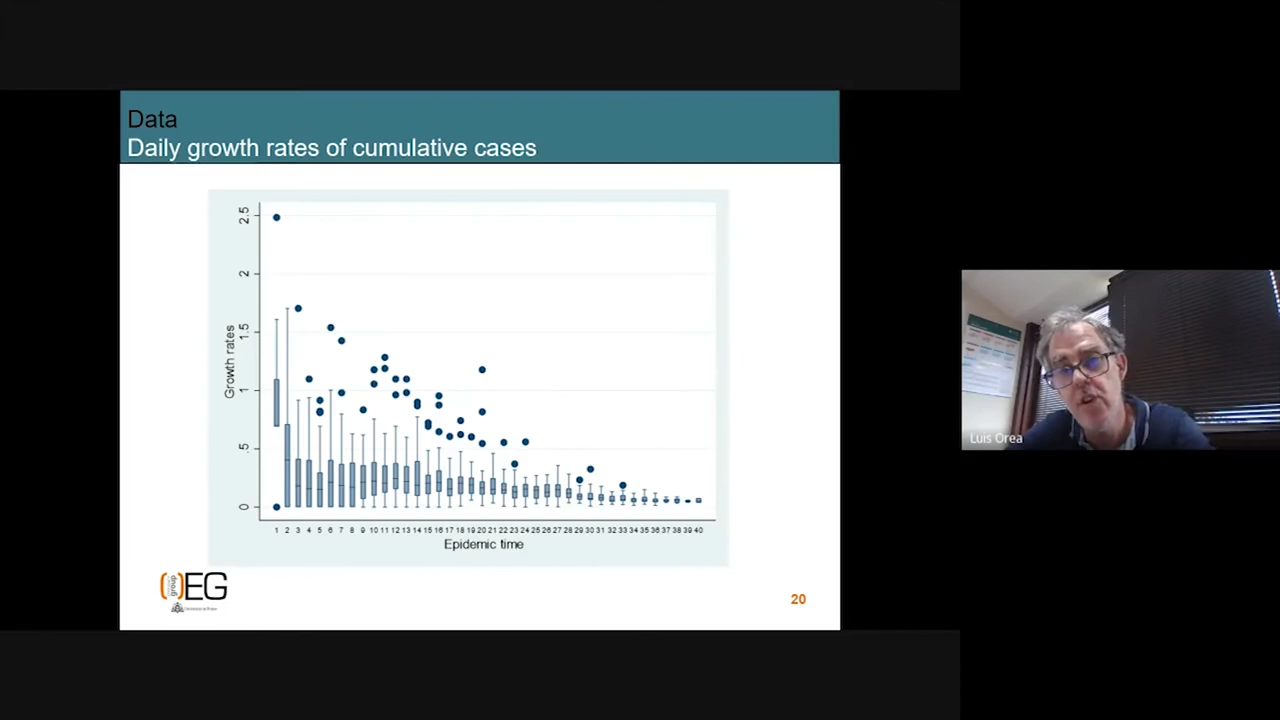 Data
Daily growth rates of cumulative cases
2.5
2
1.5
1
.5
0
Growth rates
1 2 3 4 5 6 7 8 9 10 11 12 13 14 15 16 17 18 19 20 21 22 23 24 25 26 27 28 29 30 31 32 33 34 35 36 37 38 39 40
Epidemic time
group
EG
20
Luis Orea